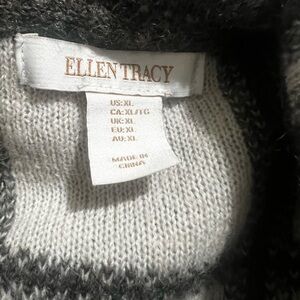 ELLEN TRACY
US:XL
CA:XL/TG
UK:XL
EU:XL
AU:XL
MADE IN
CHINA